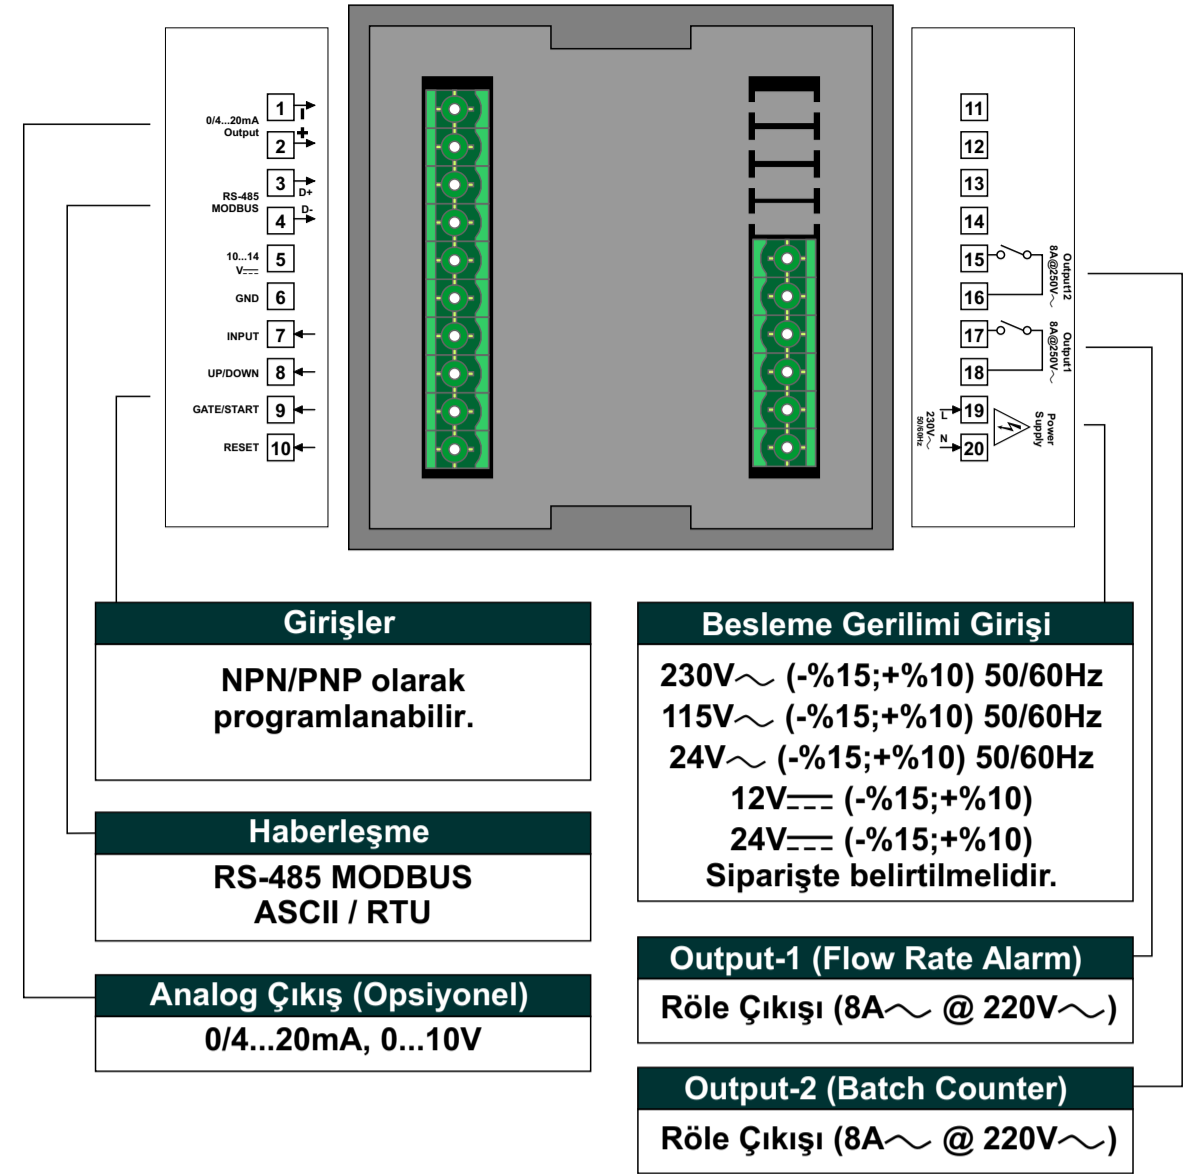 1
0/4...20mA
Output
2
3
D+
RS-485
MODBUS
D-
4
10...14
V
5
GND 6
INPUT 7
UP/DOWN 8
GATE/START 9
RESET 10
11
12
13
14
15
16
Output12
8A@250V~
17
18
Output1
8A@250V~
19
L
20
N
230V~
50/60Hz
Power
Supply
Girişler
NPN/PNP olarak
programlanabilir.
Haberleşme
RS-485 MODBUS
ASCII / RTU
Analog Çıkış (Opsiyonel)
0/4...20mA, 0...10V
Besleme Gerilimi Girişi
230V~ (-%15;+%10) 50/60Hz
115V~ (-%15;+%10) 50/60Hz
24V~ (-%15;+%10) 50/60Hz
12V⎓ (-%15;+%10)
24V⎓ (-%15;+%10)
Siparişte belirtilmelidir.
Output-1 (Flow Rate Alarm)
Röle Çıkışı (8A~ @ 220V~)
Output-2 (Batch Counter)
Röle Çıkışı (8A~ @ 220V~)